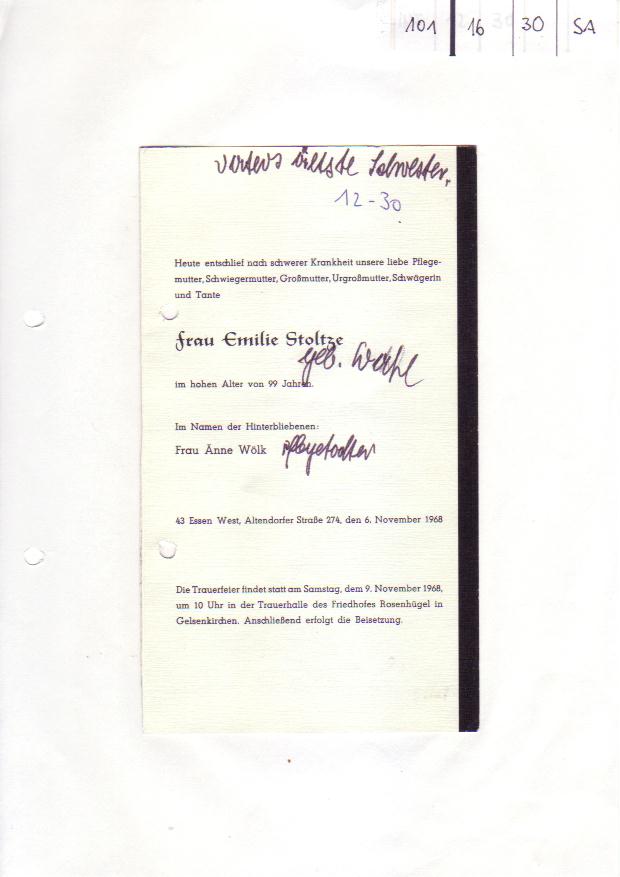 101 16 30 SA
Vaters älteste Schwester,
12-30
Heute entschlief nach schwerer Krankheit unsere liebe Pflege-
mutter, Schwiegermutter, Großmutter, Urgroßmutter, Schwägerin
und Tante
Frau Emilie Stoltze
geb. Wahl
im hohen Alter von 99 Jahren.
Im Namen der Hinterbliebenen:
Frau Änne Wölk Pflegetochter
43 Essen West, Altendorfer Straße 274, den 6. November 1968
Die Trauerfeier findet statt am Samstag, dem 9. November 1968,
um 10 Uhr in der Trauerhalle des Friedhofes Rosenhügel in
Gelsenkirchen. Anschließend erfolgt die Beisetzung.